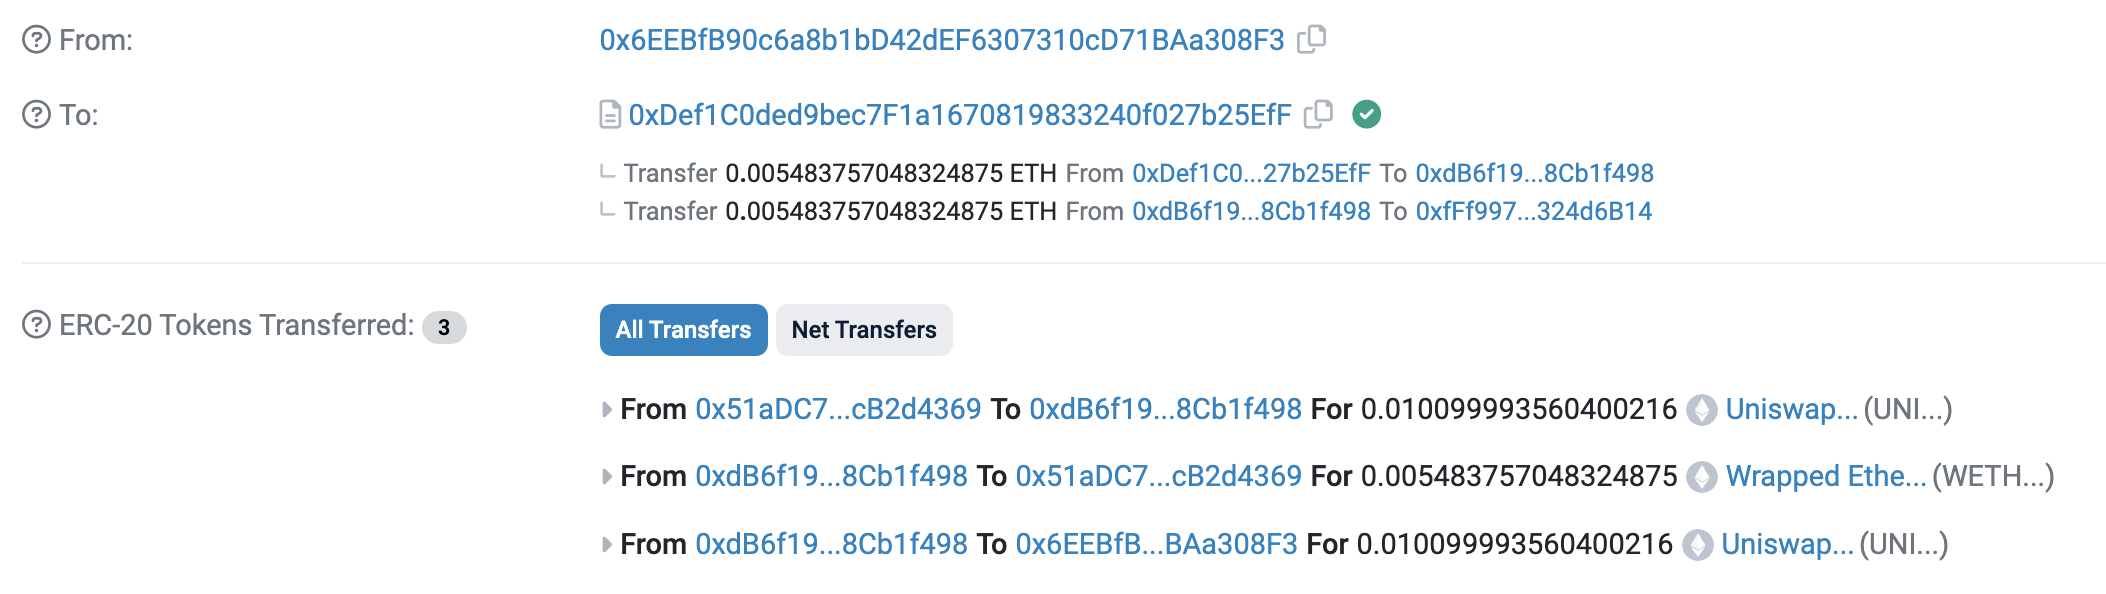 From: 0x6EEBfB90c6a8b1bD42dEF6307310cD71BAa308F3
To: 0xDef1C0ded9bec7F1a1670819833240f027b25EfF
Transfer 0.005483757048324875 ETH From 0xDef1C0...27b25EfF To 0xdB6f19...8Cb1f498
Transfer 0.005483757048324875 ETH From 0xdB6f19...8Cb1f498 To 0xfFf997...324d6B14
ERC-20 Tokens Transferred: 3 All Transfers Net Transfers
From 0x51aDC7...cB2d4369 To 0xdB6f19...8Cb1f498 For 0.010099993560400216 Uniswap... (UNI...)
From 0xdB6f19...8Cb1f498 To 0x51aDC7...cB2d4369 For 0.005483757048324875 Wrapped Ethe... (WETH...)
From 0xdB6f19...8Cb1f498 To 0x6EEBfB...BAa308F3 For 0.010099993560400216 Uniswap... (UNI...)